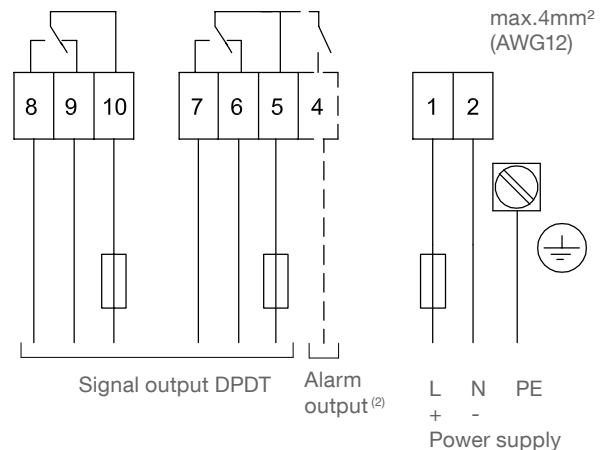 max.4mm²
(AWG12)
8 9 10 7 6 5 4 1 2
Signal output DPDT
Alarm
output (2)
L N PE
+ -
Power supply